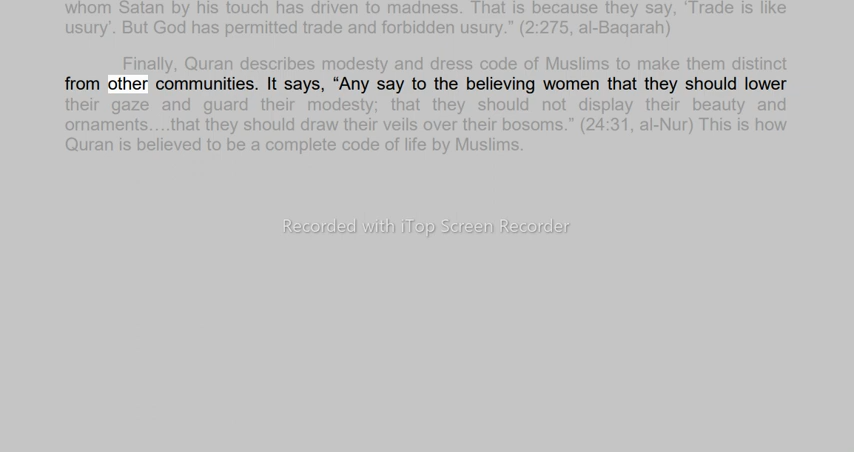 whom Satan by his touch has driven to madness. That is because they say, ‘Trade is like
usury’. But God has permitted trade and forbidden usury.” (2:275, al-Baqarah)
Finally, Quran describes modesty and dress code of Muslims to make them distinct
from other communities. It says, “Any say to the believing women that they should lower
their gaze and guard their modesty; that they should not display their beauty and
ornaments….that they should draw their veils over their bosoms.” (24:31, al-Nur) This is how
Quran is believed to be a complete code of life by Muslims.
Recorded with iTop Screen Recorder